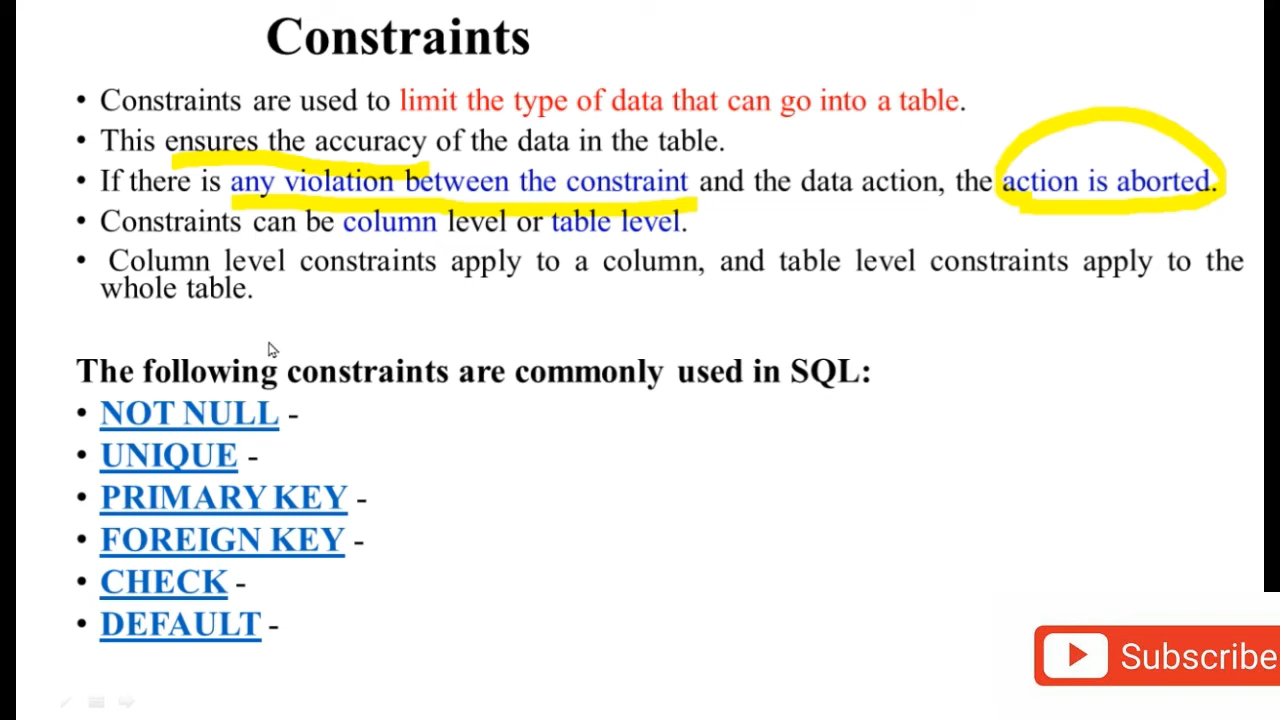 Constraints
• Constraints are used to limit the type of data that can go into a table.
• This ensures the accuracy of the data in the table.
• If there is any violation between the constraint and the data action, the action is aborted.
• Constraints can be column level or table level.
• Column level constraints apply to a column, and table level constraints apply to the
whole table.
The following constraints are commonly used in SQL:
• NOT NULL -
• UNIQUE -
• PRIMARY KEY -
• FOREIGN KEY -
• CHECK -
• DEFAULT -
Subscribe